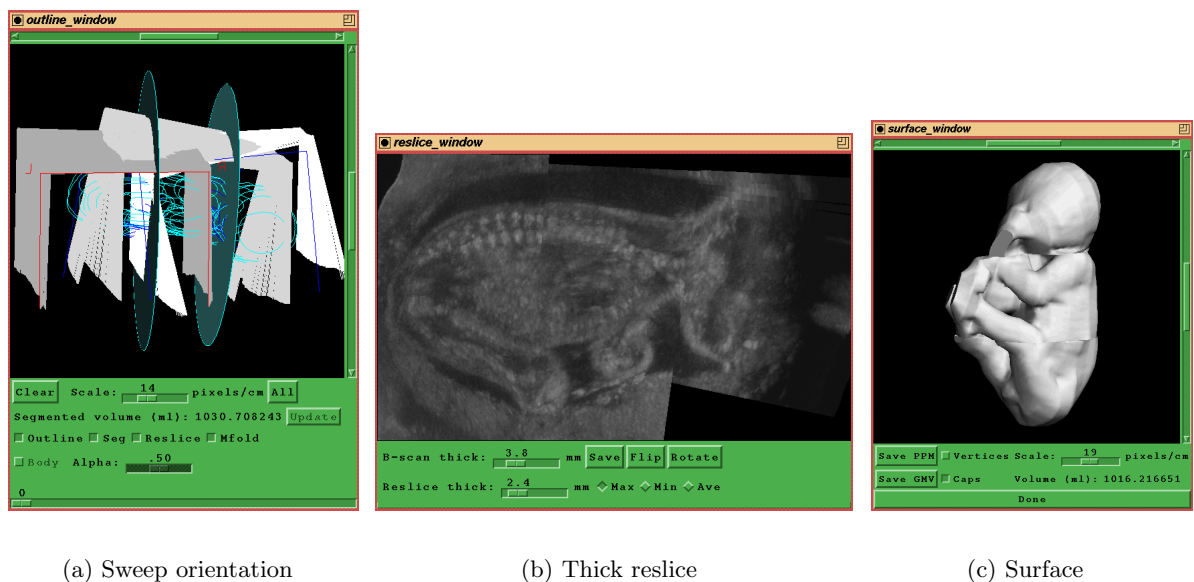 outline_window
Clear Scale: 14 pixels/cm All
Segmented volume (ml): 1030.708243 Update
Outline Seg Reslice Mfold
Body Alpha: .50
0
(a) Sweep orientation
reslice_window
B-scan thick: 3.8 mm Save Flip Rotate
Reslice thick: 2.4 mm Max Min Ave
(b) Thick reslice
surface_window
Save PPM Vertices Scale: 19 pixels/cm
Save GMV Caps Volume (ml): 1016.216651
Done
(c) Surface